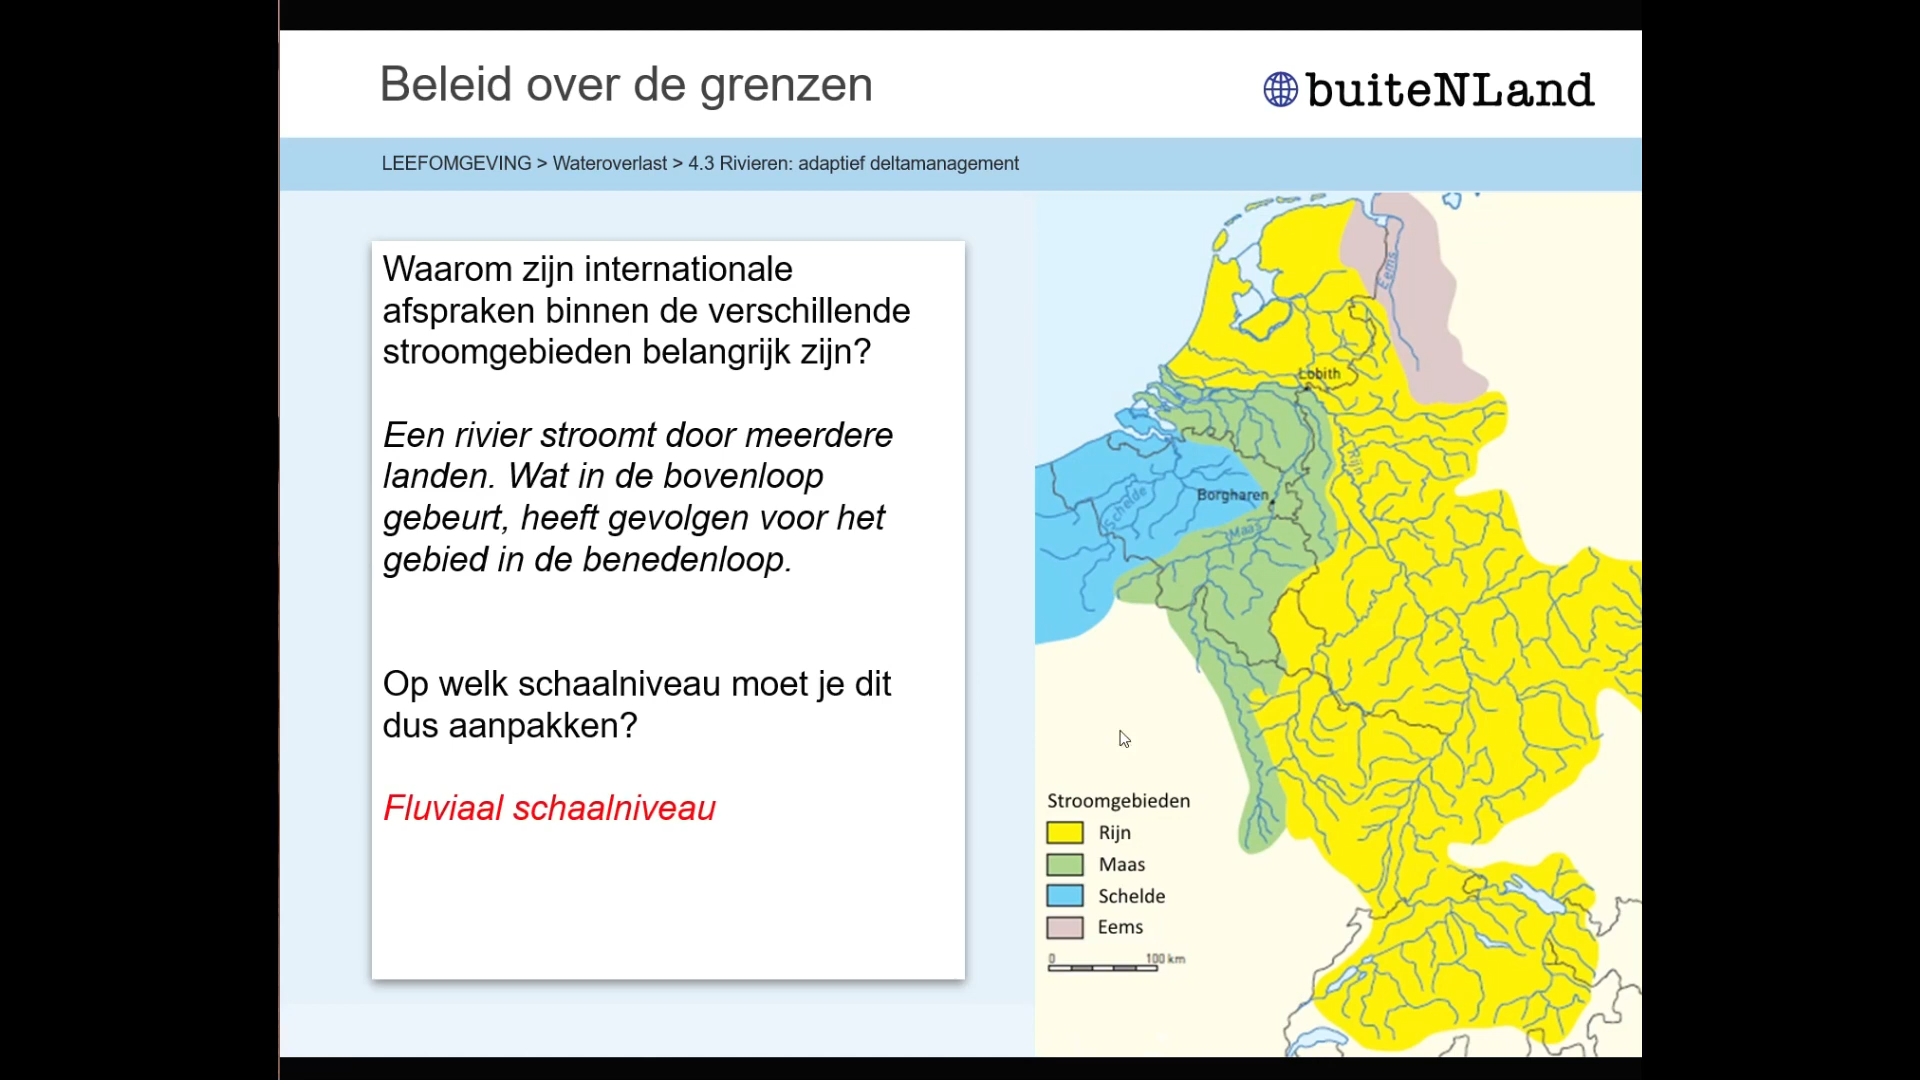 Beleid over de grenzen
buiteNLand
LEEFOMGEVING > Wateroverlast > 4.3 Rivieren: adaptief deltamanagement
Waarom zijn internationale
afspraken binnen de verschillende
stroomgebieden belangrijk zijn?
Een rivier stroomt door meerdere
landen. Wat in de bovenloop
gebeurt, heeft gevolgen voor het
gebied in de benedenloop.
Op welk schaalniveau moet je dit
dus aanpakken?
Fluviaal schaalniveau
Eems
Lobith
Rijn
Borgharen
Schelde
Maas
Stroomgebieden
Rijn
Maas
Schelde
Eems
0 100 km